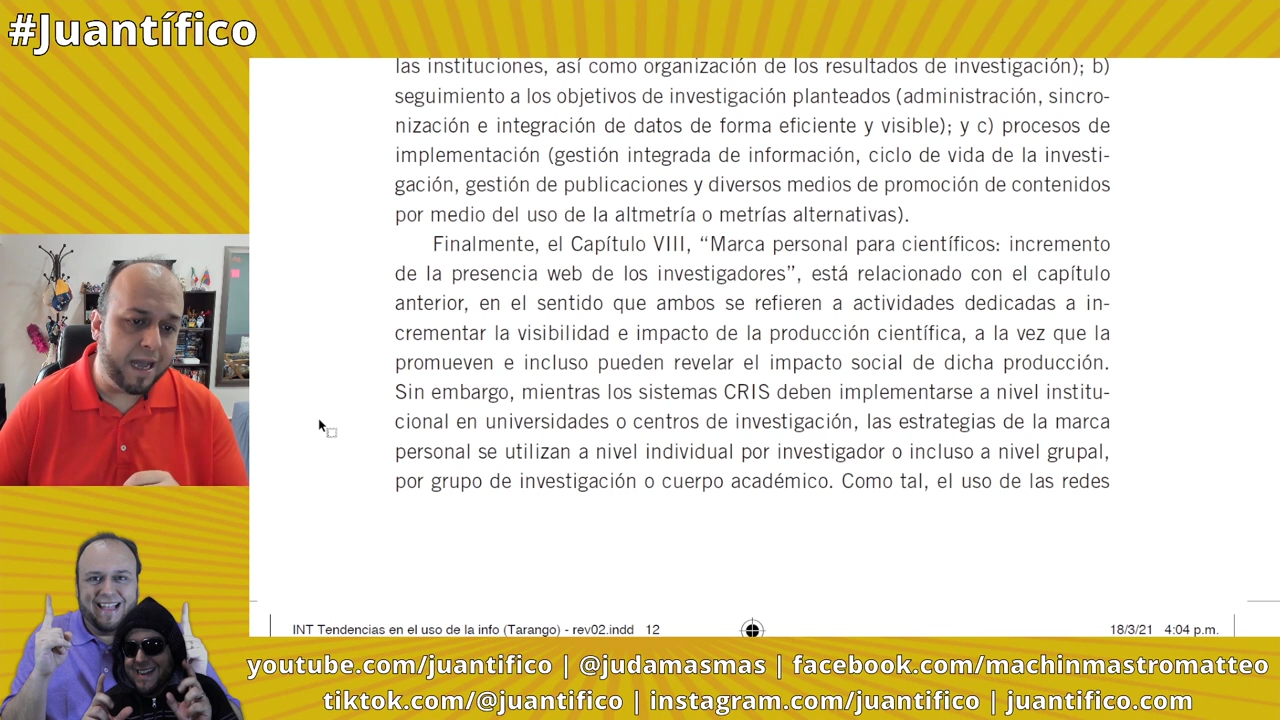 #Juantífico
las instituciones, así como organización de los resultados de investigación); b)
seguimiento a los objetivos de investigación planteados (administración, sincro-
nización e integración de datos de forma eficiente y visible); y c) procesos de
implementación (gestión integrada de información, ciclo de vida de la investi-
gación, gestión de publicaciones y diversos medios de promoción de contenidos
por medio del uso de la altmetría o metrías alternativas).
Finalmente, el Capítulo VIII, “Marca personal para científicos: incremento
de la presencia web de los investigadores”, está relacionado con el capítulo
anterior, en el sentido que ambos se refieren a actividades dedicadas a in-
crementar la visibilidad e impacto de la producción científica, a la vez que la
promueven e incluso pueden revelar el impacto social de dicha producción.
Sin embargo, mientras los sistemas CRIS deben implementarse a nivel institu-
cional en universidades o centros de investigación, las estrategias de la marca
personal se utilizan a nivel individual por investigador o incluso a nivel grupal,
por grupo de investigación o cuerpo académico. Como tal, el uso de las redes
INT Tendencias en el uso de la info (Tarango) - rev02.indd 12
18/3/21 4:04 p.m.
youtube.com/juantifico | @judamasmas | facebook.com/machinmastromatteo
tiktok.com/@juantifico | instagram.com/juantifico | juantifico.com